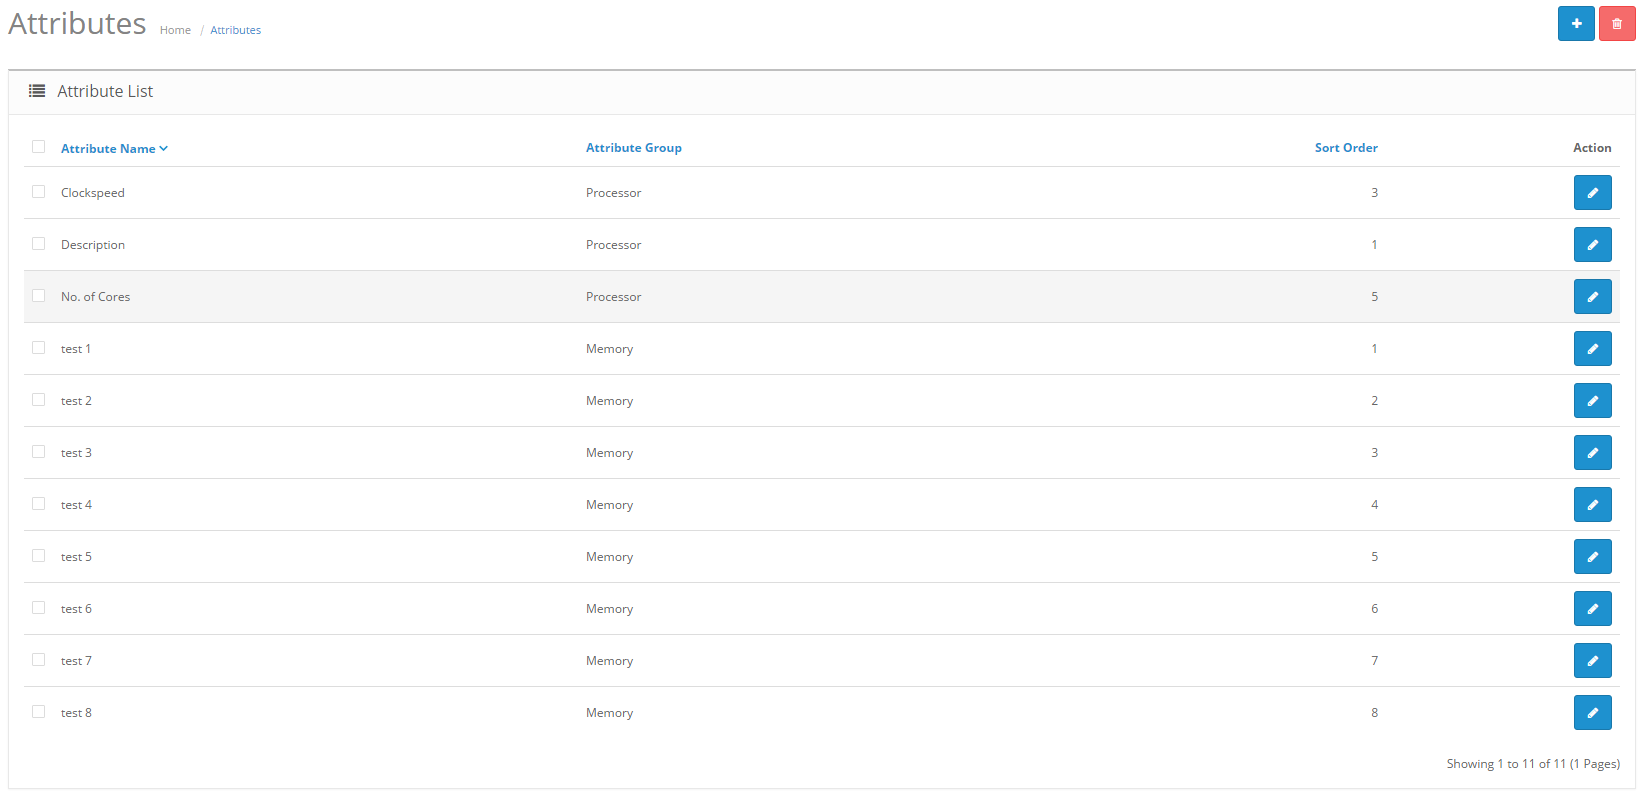 Attributes Home / Attributes
Attribute List
Attribute Name Attribute Group Sort Order Action
Clockspeed Processor 3
Description Processor 1
No. of Cores Processor 5
test 1 Memory 1
test 2 Memory 2
test 3 Memory 3
test 4 Memory 4
test 5 Memory 5
test 6 Memory 6
test 7 Memory 7
test 8 Memory 8
Showing 1 to 11 of 11 (1 Pages)